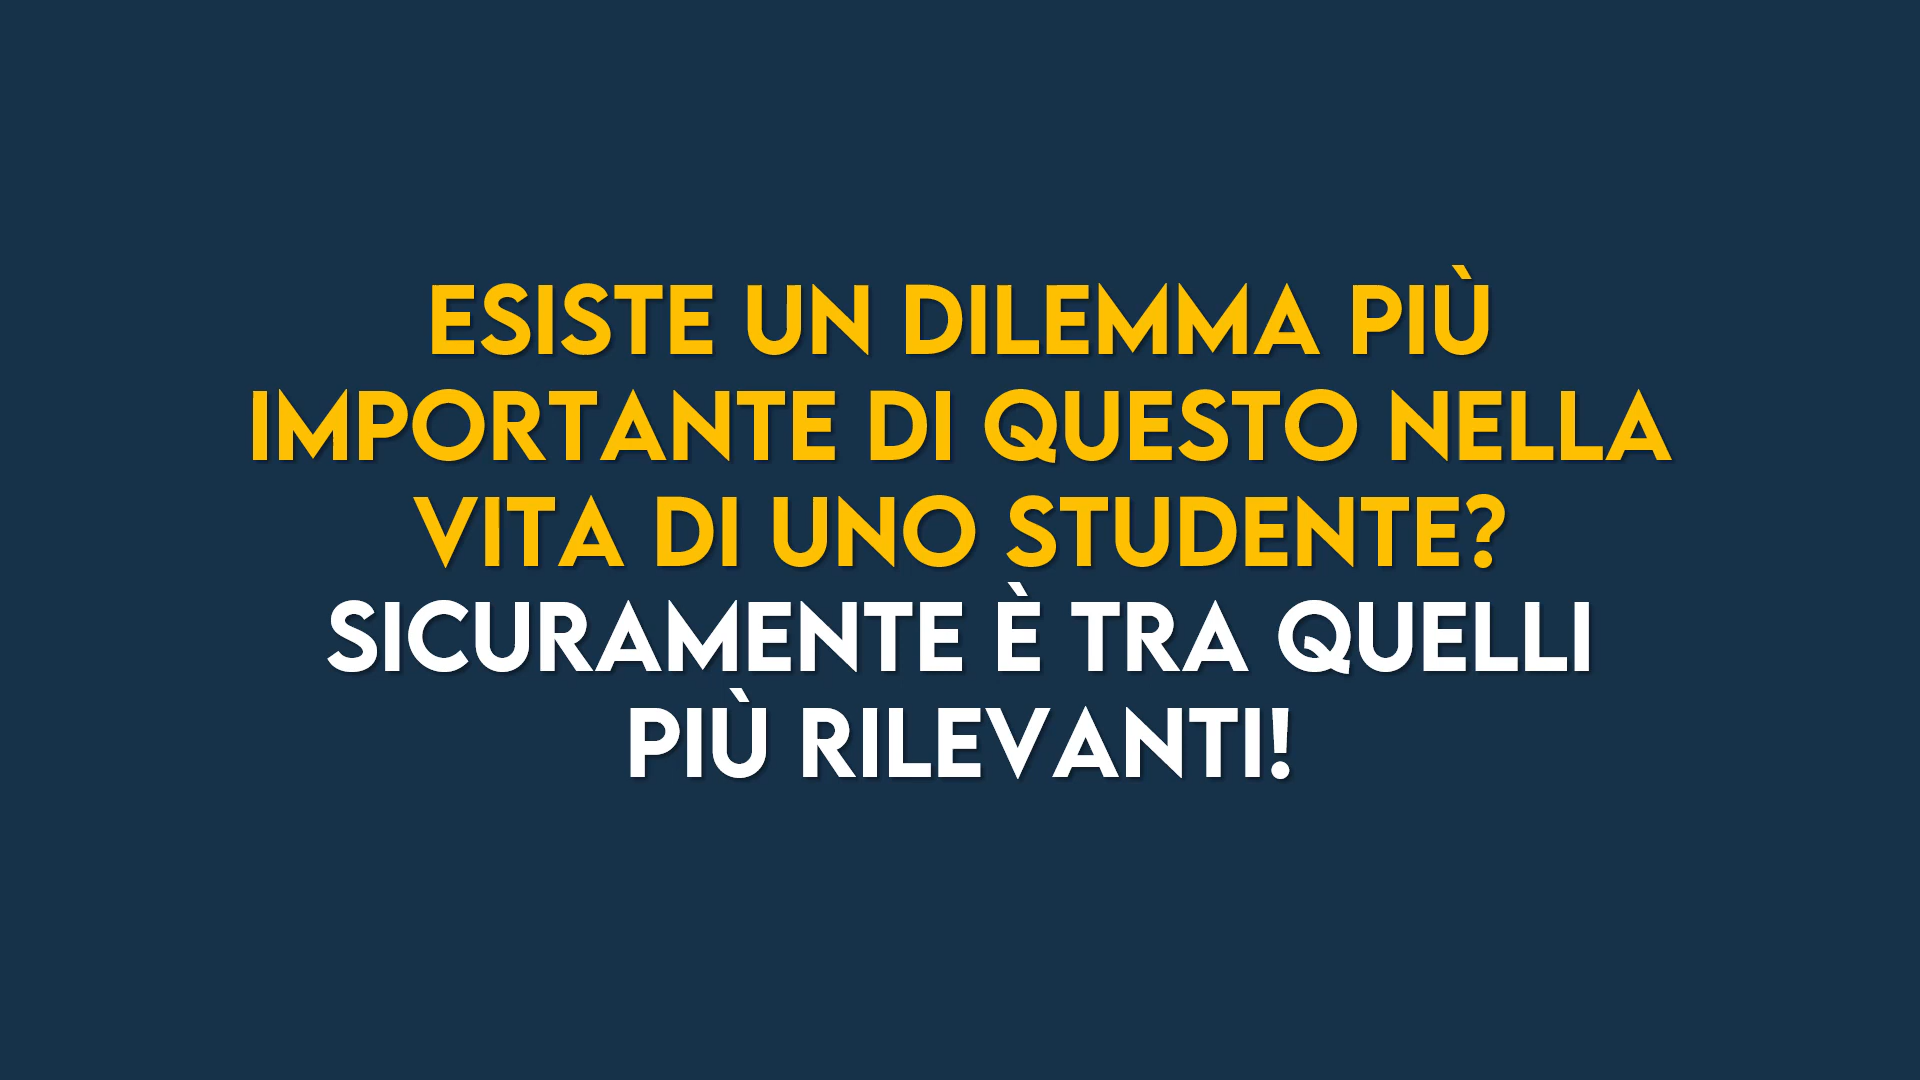 ESISTE UN DILEMMA PIÙ
IMPORTANTE DI QUESTO NELLA
VITA DI UNO STUDENTE?
SICURAMENTE È TRA QUELLI
PIÙ RILEVANTI!